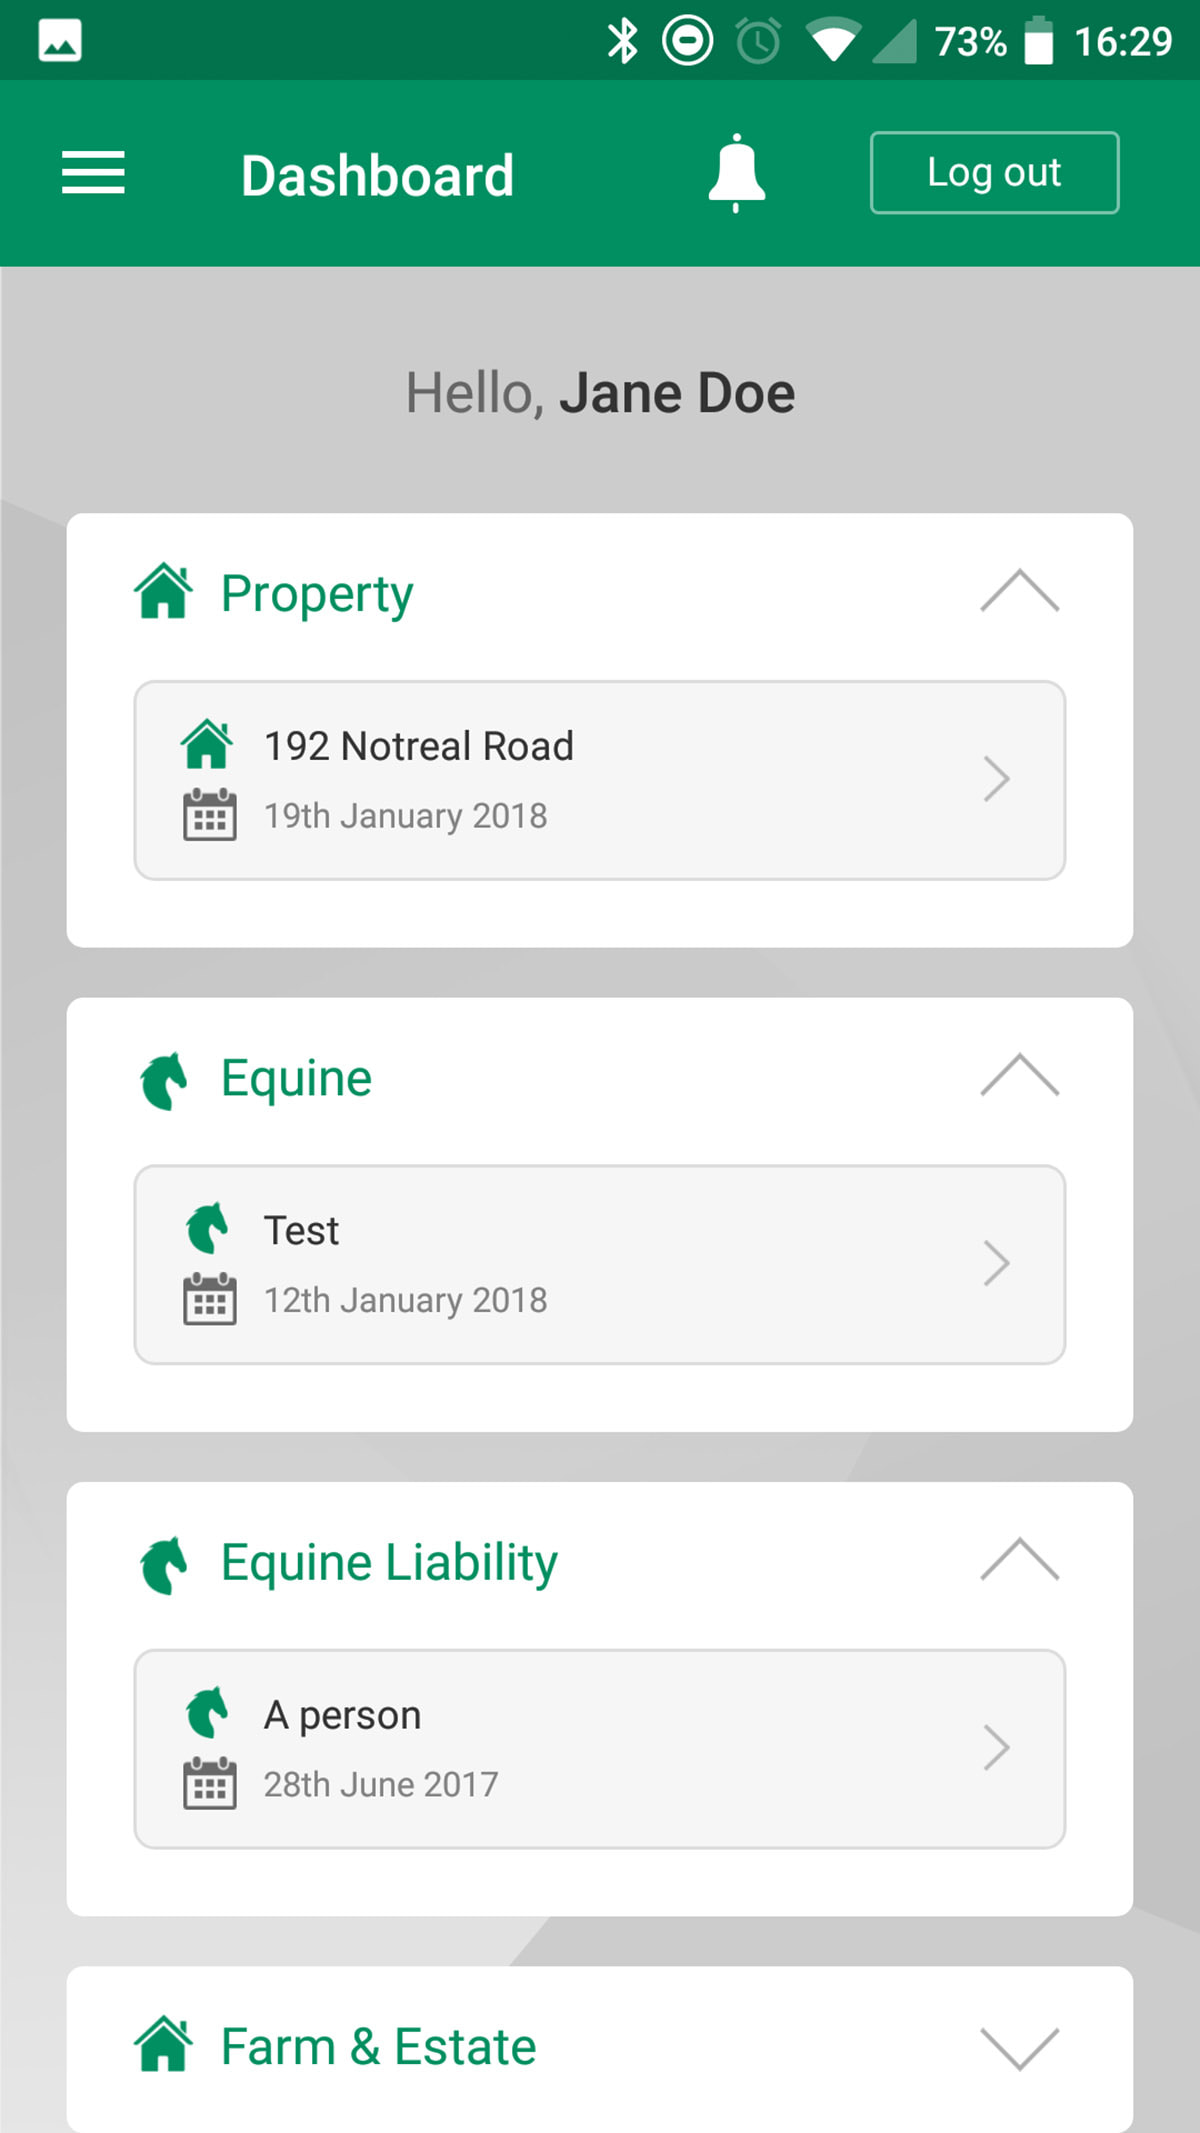 73% 16:29
Dashboard
Log out
Hello, Jane Doe
Property
192 Notreal Road
19th January 2018
Equine
Test
12th January 2018
Equine Liability
A person
28th June 2017
Farm & Estate